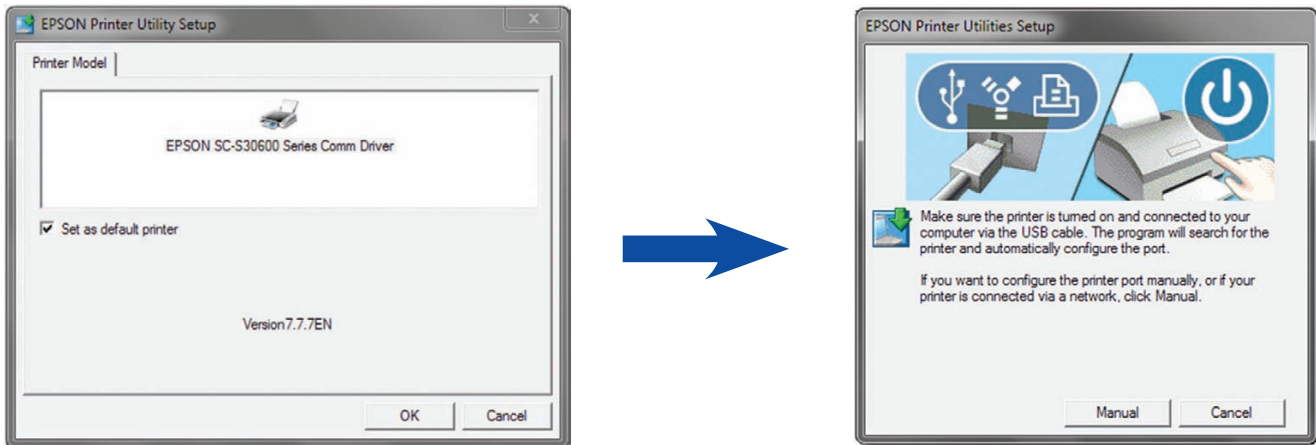 EPSON Printer Utility Setup
Printer Model
EPSON SC-S30600 Series Comm Driver
Set as default printer
Version7.7.7EN
OK
Cancel
EPSON Printer Utilities Setup
Make sure the printer is turned on and connected to your
computer via the USB cable. The program will search for the
printer and automatically configure the port.
If you want to configure the printer port manually, or if your
printer is connected via a network, click Manual.
Manual
Cancel